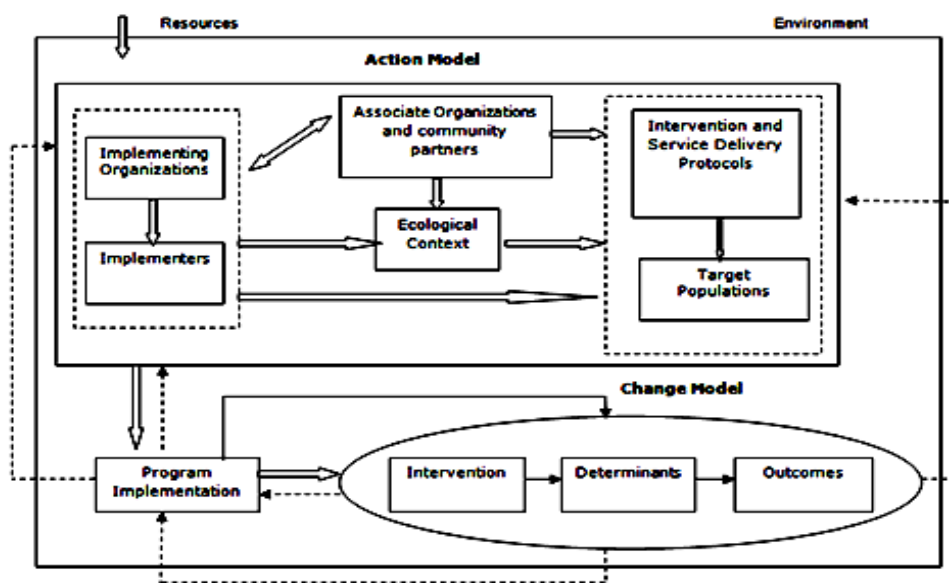 Resources
Environment
Action Model
Implementing
Organizations
Implementers
Associate Organizations
and community
partners
Ecological
Context
Intervention and
Service Delivery
Protocols
Target
Populations
Change Model
Program
Implementation
Intervention
Determinants
Outcomes